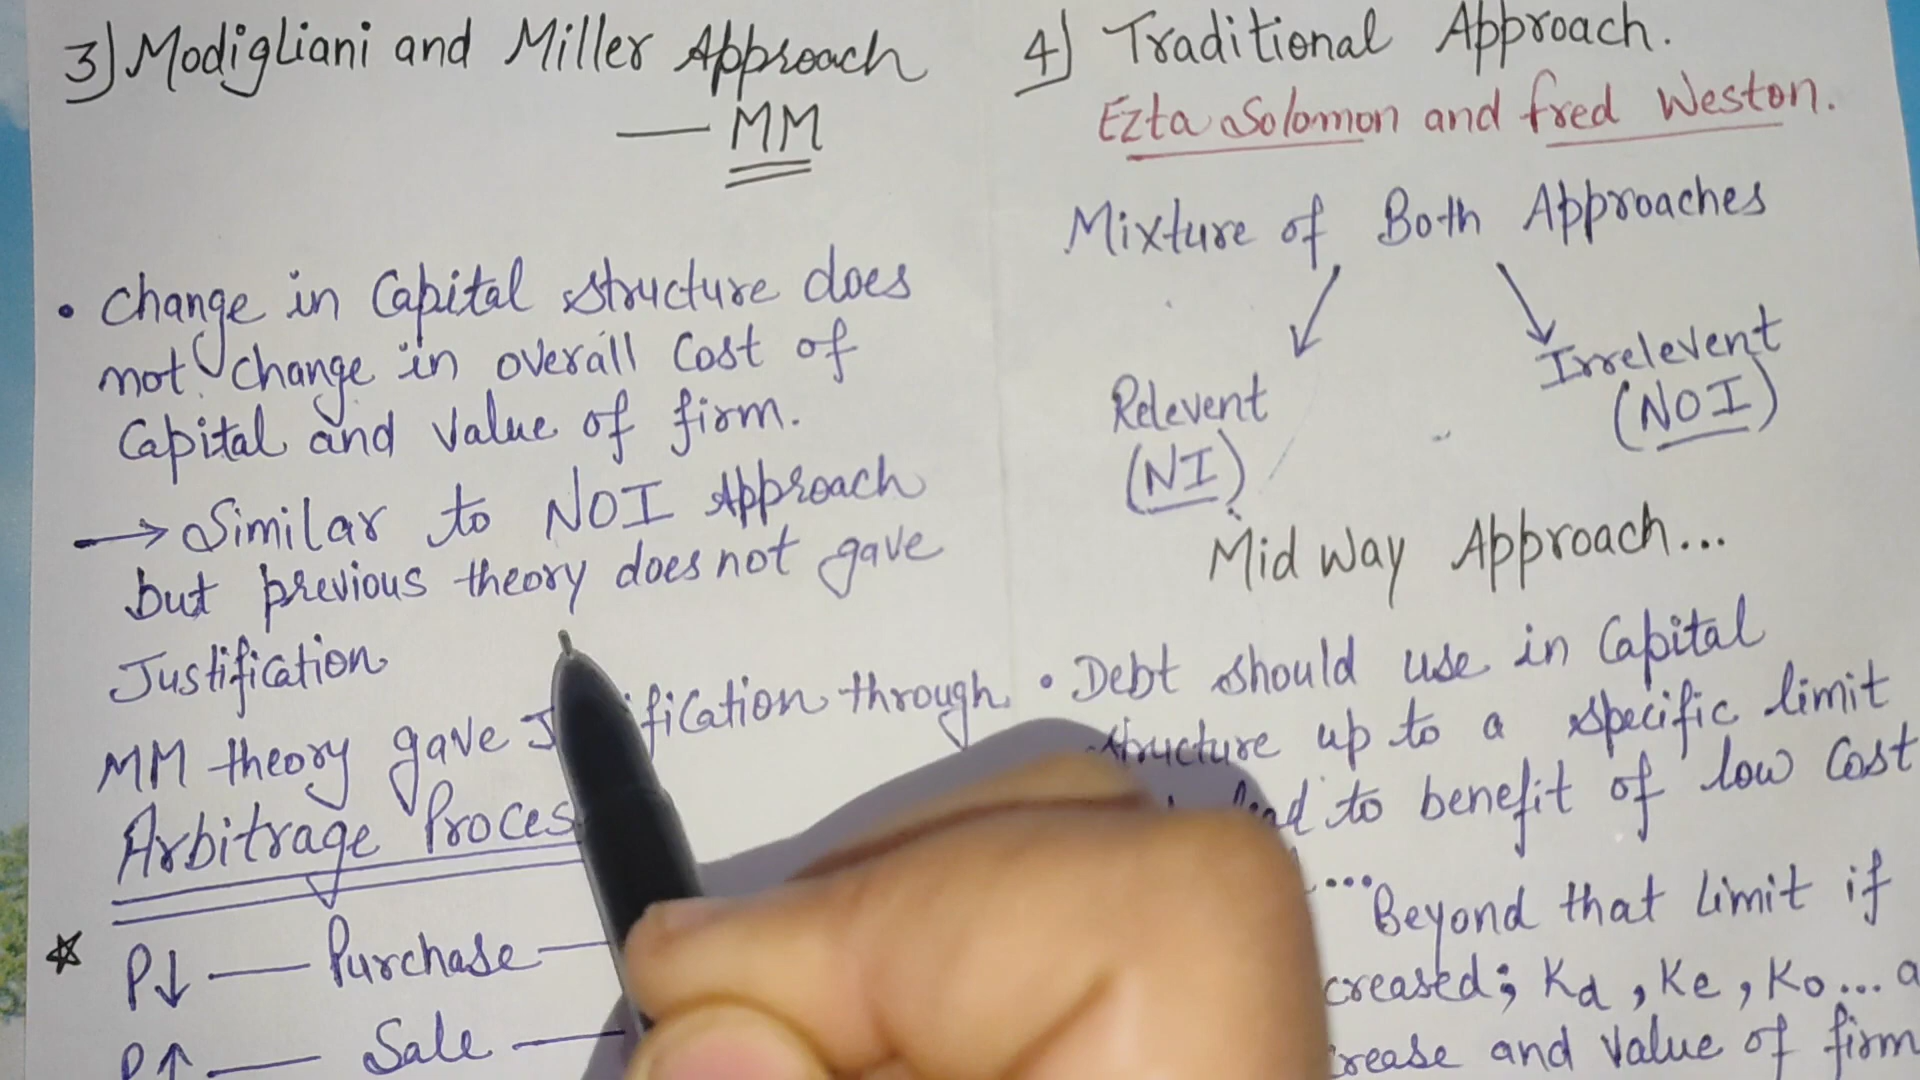 3) Modigliani and Miller Approach
— MM
• Change in Capital structure does
not change in overall Cost of
Capital and Value of firm.
→ Similar to NOI Approach
but previous theory does not gave
Justification
MM theory gave through
Arbitrage
P↓ — Purchase —
P↑ — Sale —
4) Traditional Approach.
Ezta Solomon and fred Weston.
Mixture of Both Approaches
Relevent
(NI)
Irrelevent
(NOI)
Mid Way Approach...
• Debt should use in Capital
structure up to a specific limit
to benefit of low Cost
...Beyond that limit if
Kd, Ke, Ko...
and Value of firm